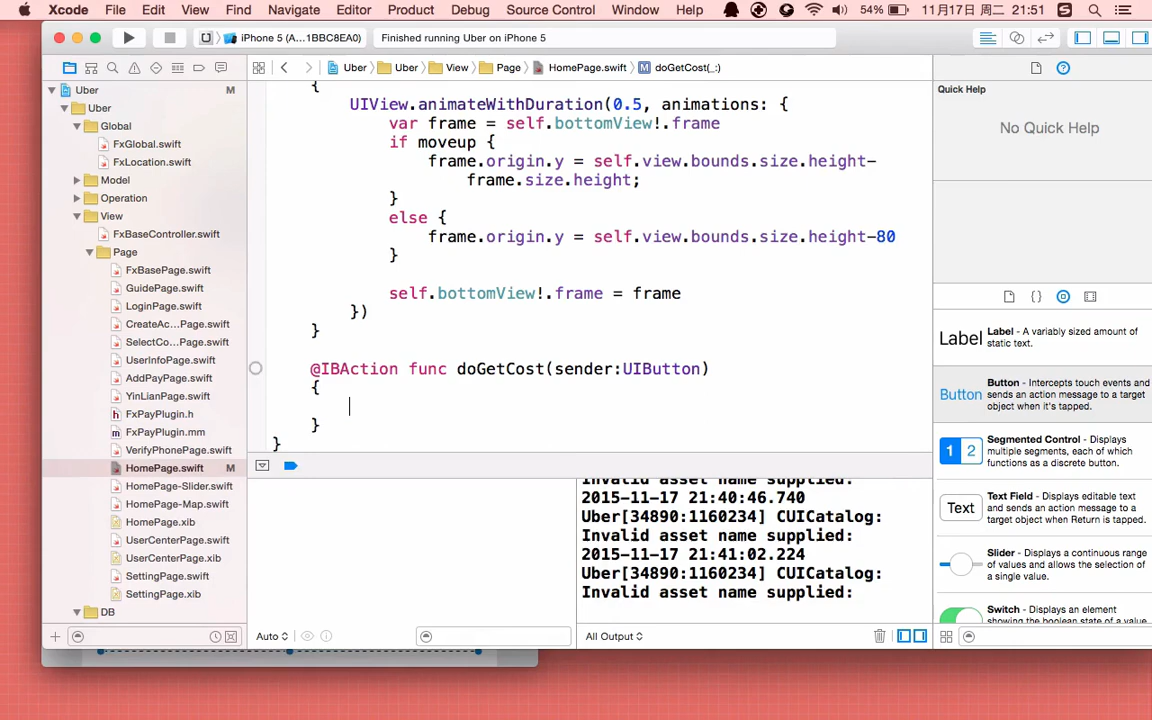 Xcode File Edit View Find Navigate Editor Product Debug Source Control Window Help 54% 11月17日 周二 21:51
iPhone 5 (A...1BBC8EA0) Finished running Uber on iPhone 5
Uber Uber View Page HomePage.swift M doGetCost(_:)
Uber M
Uber
Global
FxGlobal.swift
FxLocation.swift
Model
Operation
View
FxBaseController.swift
Page
FxBasePage.swift
GuidePage.swift
LoginPage.swift
CreateAc...Page.swift
SelectCo...Page.swift
UserInfoPage.swift
AddPayPage.swift
YinLianPage.swift
FxPayPlugin.h
FxPayPlugin.mm
VerifyPhonePage.swift
HomePage.swift M
HomePage-Slider.swift
HomePage-Map.swift
HomePage.xib
UserCenterPage.swift
UserCenterPage.xib
SettingPage.swift
SettingPage.xib
DB
{
UIView.animateWithDuration(0.5, animations: {
var frame = self.bottomView!.frame
if moveup {
frame.origin.y = self.view.bounds.size.height-
frame.size.height;
}
else {
frame.origin.y = self.view.bounds.size.height-80
}
self.bottomView!.frame = frame
})
}
@IBAction func doGetCost(sender:UIButton)
{
}
}
Invalid asset name supplied:
2015-11-17 21:40:46.740
Uber[34890:1160234] CUICatalog:
Invalid asset name supplied:
2015-11-17 21:41:02.224
Uber[34890:1160234] CUICatalog:
Invalid asset name supplied:
Auto
All Output
Quick Help
No Quick Help
Label Label - A variably sized amount of
static text.
Button Button - Intercepts touch events and
sends an action message to a target
object when it's tapped.
1 2 Segmented Control - Displays
multiple segments, each of which
functions as a discrete button.
Text Text Field - Displays editable text
and sends an action message to a
target object when Return is tapped.
Slider - Displays a continuous range
of values and allows the selection of
a single value.
Switch - Displays an element
showing the boolean state of a value